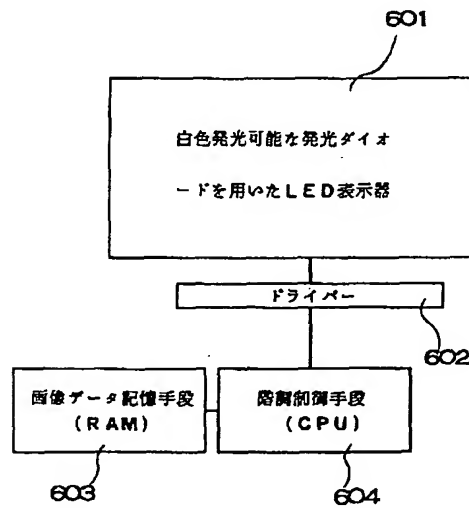 601
白色発光可能な発光ダイオ
ードを用いたLED表示器
ドライバー
602
画像データ記憶手段
(RAM)
階調制御手段
(CPU)
603
604